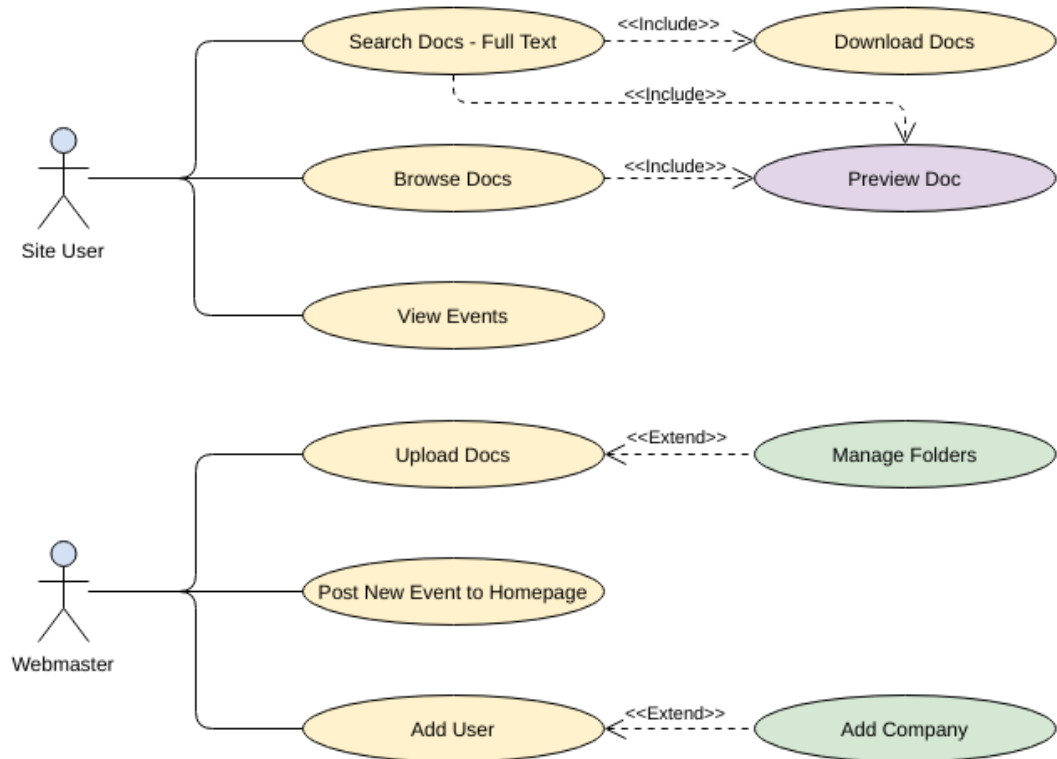 Search Docs - Full Text
<<Include>>
Download Docs
<<Include>>
Browse Docs
<<Include>>
Preview Doc
Site User
View Events
Upload Docs
<<Extend>>
Manage Folders
Post New Event to Homepage
Webmaster
Add User
<<Extend>>
Add Company